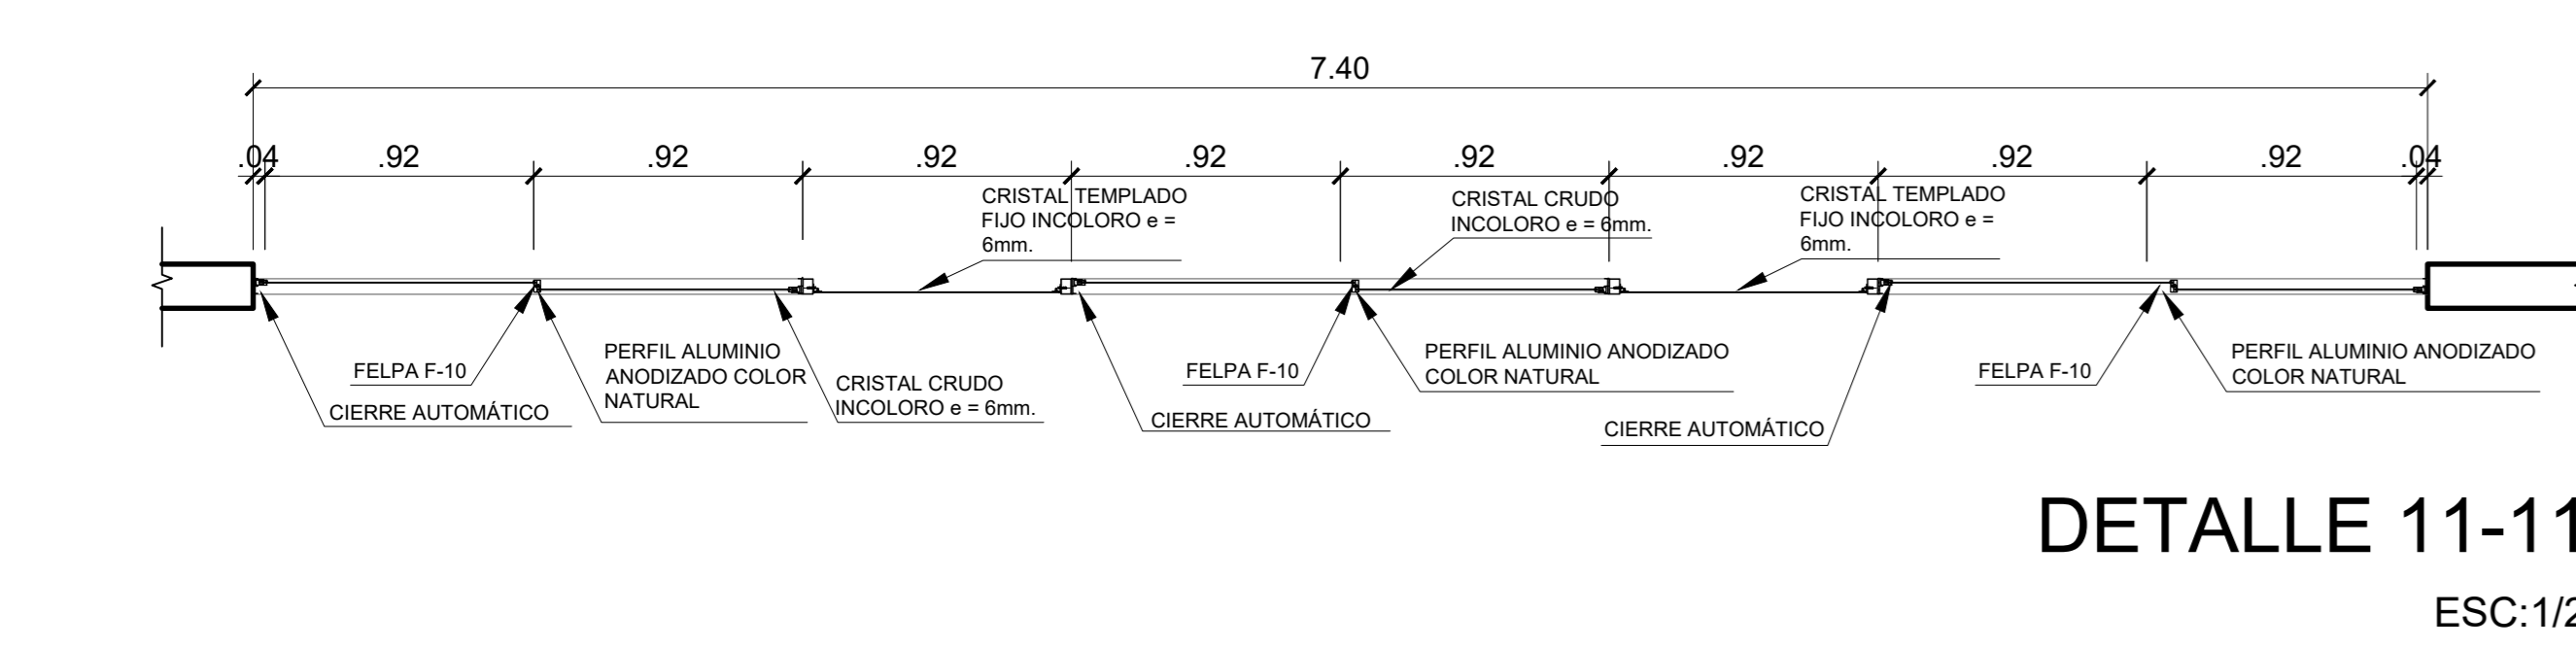 7.40
.04 .92 .92 .92 .92 .92 .92 .92 .92 .04
CRISTAL TEMPLADO
FIJO INCOLORO e =
6mm.
CRISTAL CRUDO
INCOLORO e = 6mm.
CRISTAL TEMPLADO
FIJO INCOLORO e =
6mm.
FELPA F-10
CIERRE AUTOMÁTICO
PERFIL ALUMINIO
ANODIZADO COLOR
NATURAL
CRISTAL CRUDO
INCOLORO e = 6mm.
FELPA F-10
CIERRE AUTOMÁTICO
PERFIL ALUMINIO ANODIZADO
COLOR NATURAL
CIERRE AUTOMÁTICO
FELPA F-10
PERFIL ALUMINIO ANODIZADO
COLOR NATURAL
DETALLE 11-11
ESC:1/2